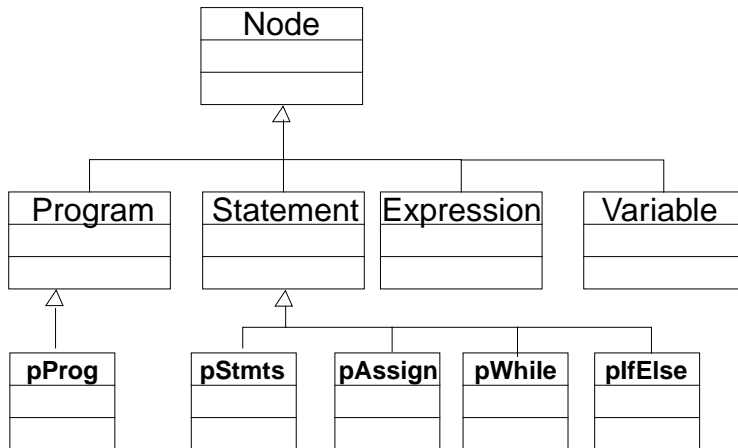 Node
Program
Statement
Expression
Variable
pProg
pStmts
pAssign
pWhile
pIfElse